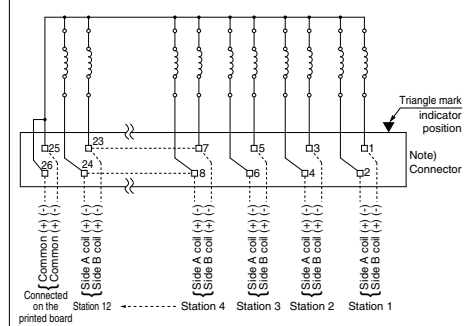 Triangle mark
indicator
position
Note)
Connector
25
23
7
5
3
1
26
24
8
6
4
2
Common (+) (-)
Common (+) (-)
Side A coil (+) (-)
Side B coil (+) (-)
Side A coil (+) (-)
Side B coil (+) (-)
Side A coil (+) (-)
Side B coil (+) (-)
Side A coil (+) (-)
Side B coil (+) (-)
Side A coil (+) (-)
Side B coil (+) (-)
Connected
on the
printed board
Station 12
Station 4
Station 3
Station 2
Station 1